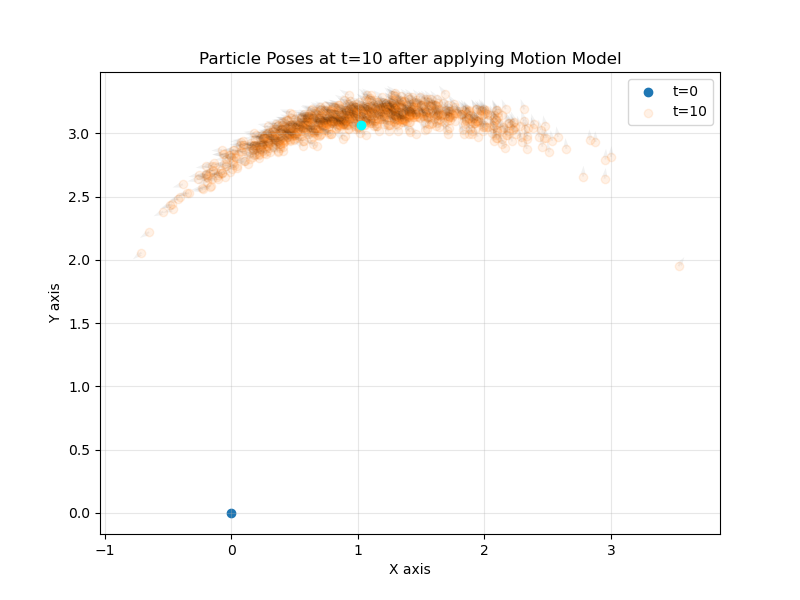 Particle Poses at t=10 after applying Motion Model
t=0
t=10
3.0
2.5
2.0
1.5
1.0
0.5
0.0
Y axis
−1
0
1
2
3
X axis